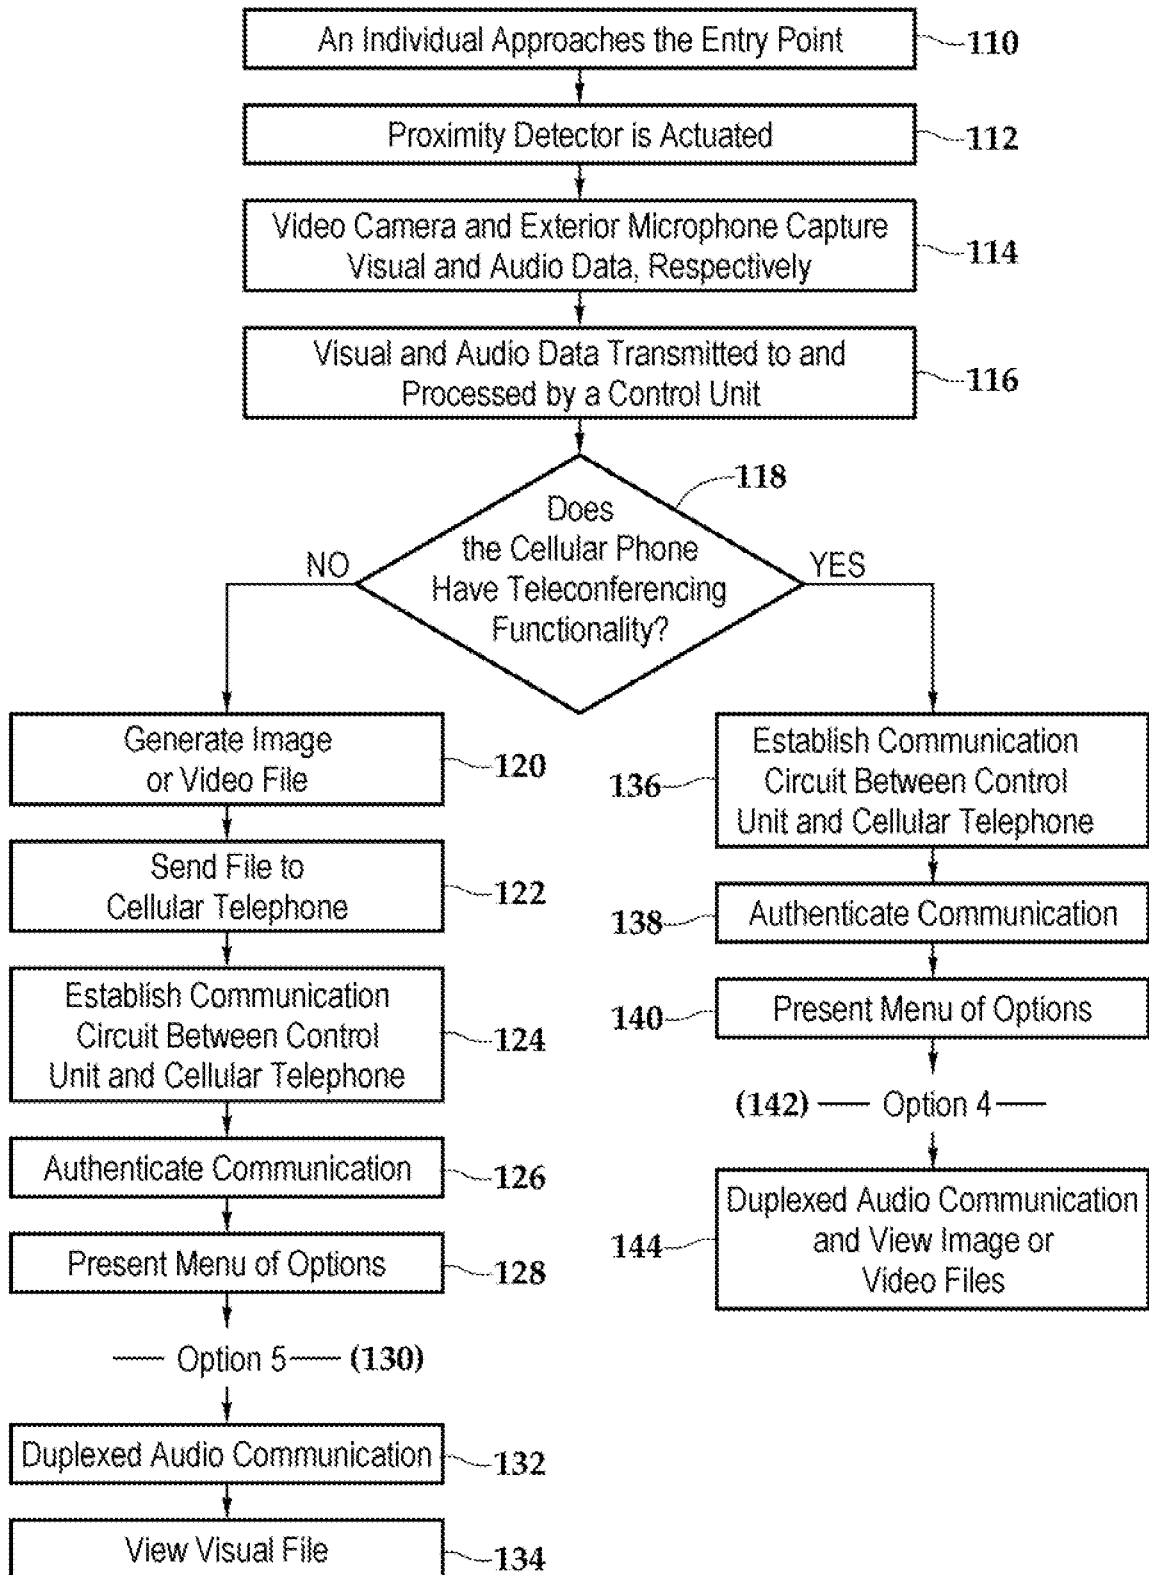 An Individual Approaches the Entry Point
110
Proximity Detector is Actuated
112
Video Camera and Exterior Microphone Capture
Visual and Audio Data, Respectively
114
Visual and Audio Data Transmitted to and
Processed by a Control Unit
116
118
Does
the Cellular Phone
Have Teleconferencing
Functionality?
NO
YES
Generate Image
or Video File
120
Send File to
Cellular Telephone
122
Establish Communication
Circuit Between Control
Unit and Cellular Telephone
124
Authenticate Communication
126
Present Menu of Options
128
Option 5 (130)
Duplexed Audio Communication
132
View Visual File
134
Establish Communication
Circuit Between Control
Unit and Cellular Telephone
136
Authenticate Communication
138
Present Menu of Options
140
(142) Option 4
Duplexed Audio Communication
and View Image or
Video Files
144